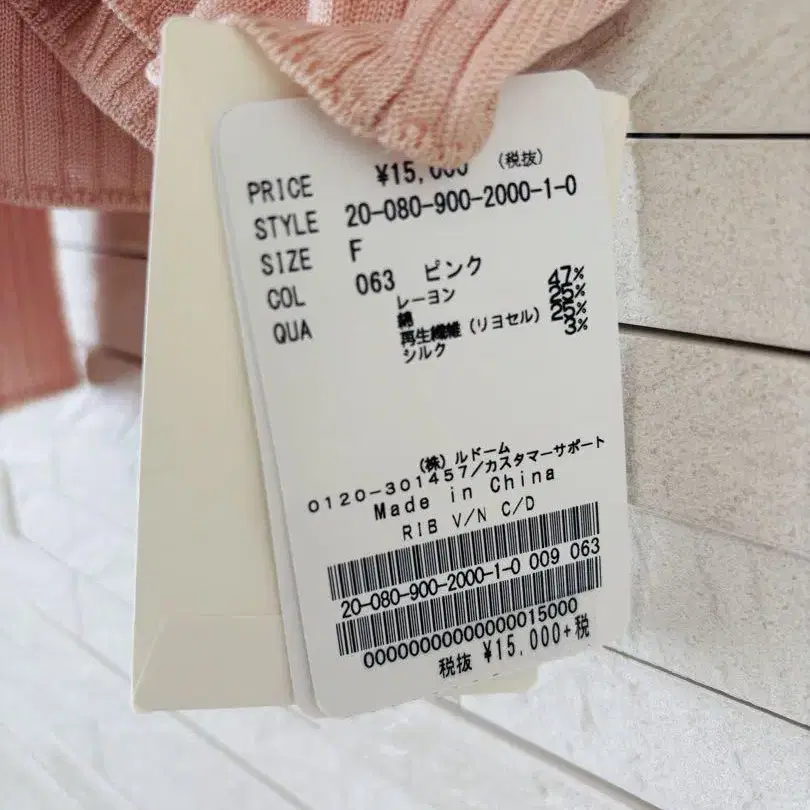 PRICE ¥15,000 (税抜)
STYLE 20-080-900-2000-1-0
SIZE F
COL 063 ピンク
QUA レーヨン 47%
綿 25%
再生繊維(リヨセル) 25%
シルク 3%
(株)ルドーム
0120-301457/カスタマーサポート
Made in China
RIB V/N C/D
20-080-900-2000-1-0 009 063
0000000000000015000
税抜 ¥15,000+税